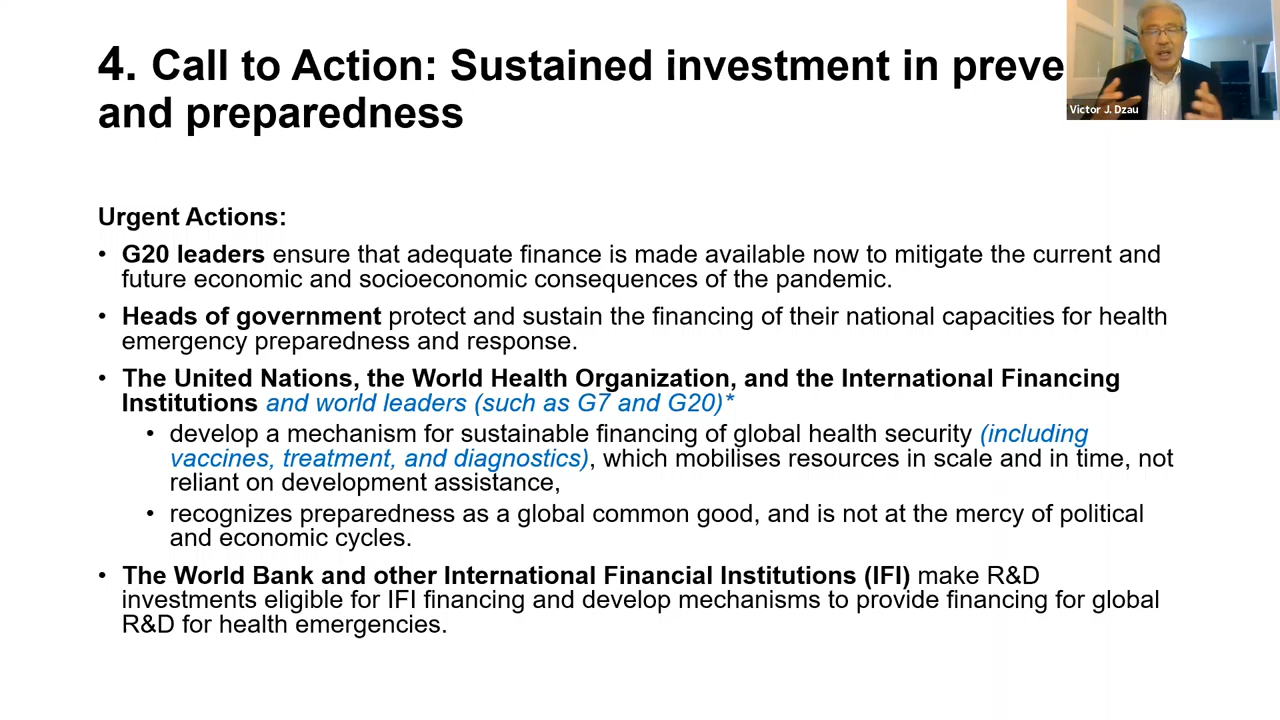 4. Call to Action: Sustained investment in preve
and preparedness
Victor J. Dzau
Urgent Actions:
• G20 leaders ensure that adequate finance is made available now to mitigate the current and
future economic and socioeconomic consequences of the pandemic.
• Heads of government protect and sustain the financing of their national capacities for health
emergency preparedness and response.
• The United Nations, the World Health Organization, and the International Financing
Institutions and world leaders (such as G7 and G20)*
• develop a mechanism for sustainable financing of global health security (including
vaccines, treatment, and diagnostics), which mobilises resources in scale and in time, not
reliant on development assistance,
• recognizes preparedness as a global common good, and is not at the mercy of political
and economic cycles.
• The World Bank and other International Financial Institutions (IFI) make R&D
investments eligible for IFI financing and develop mechanisms to provide financing for global
R&D for health emergencies.